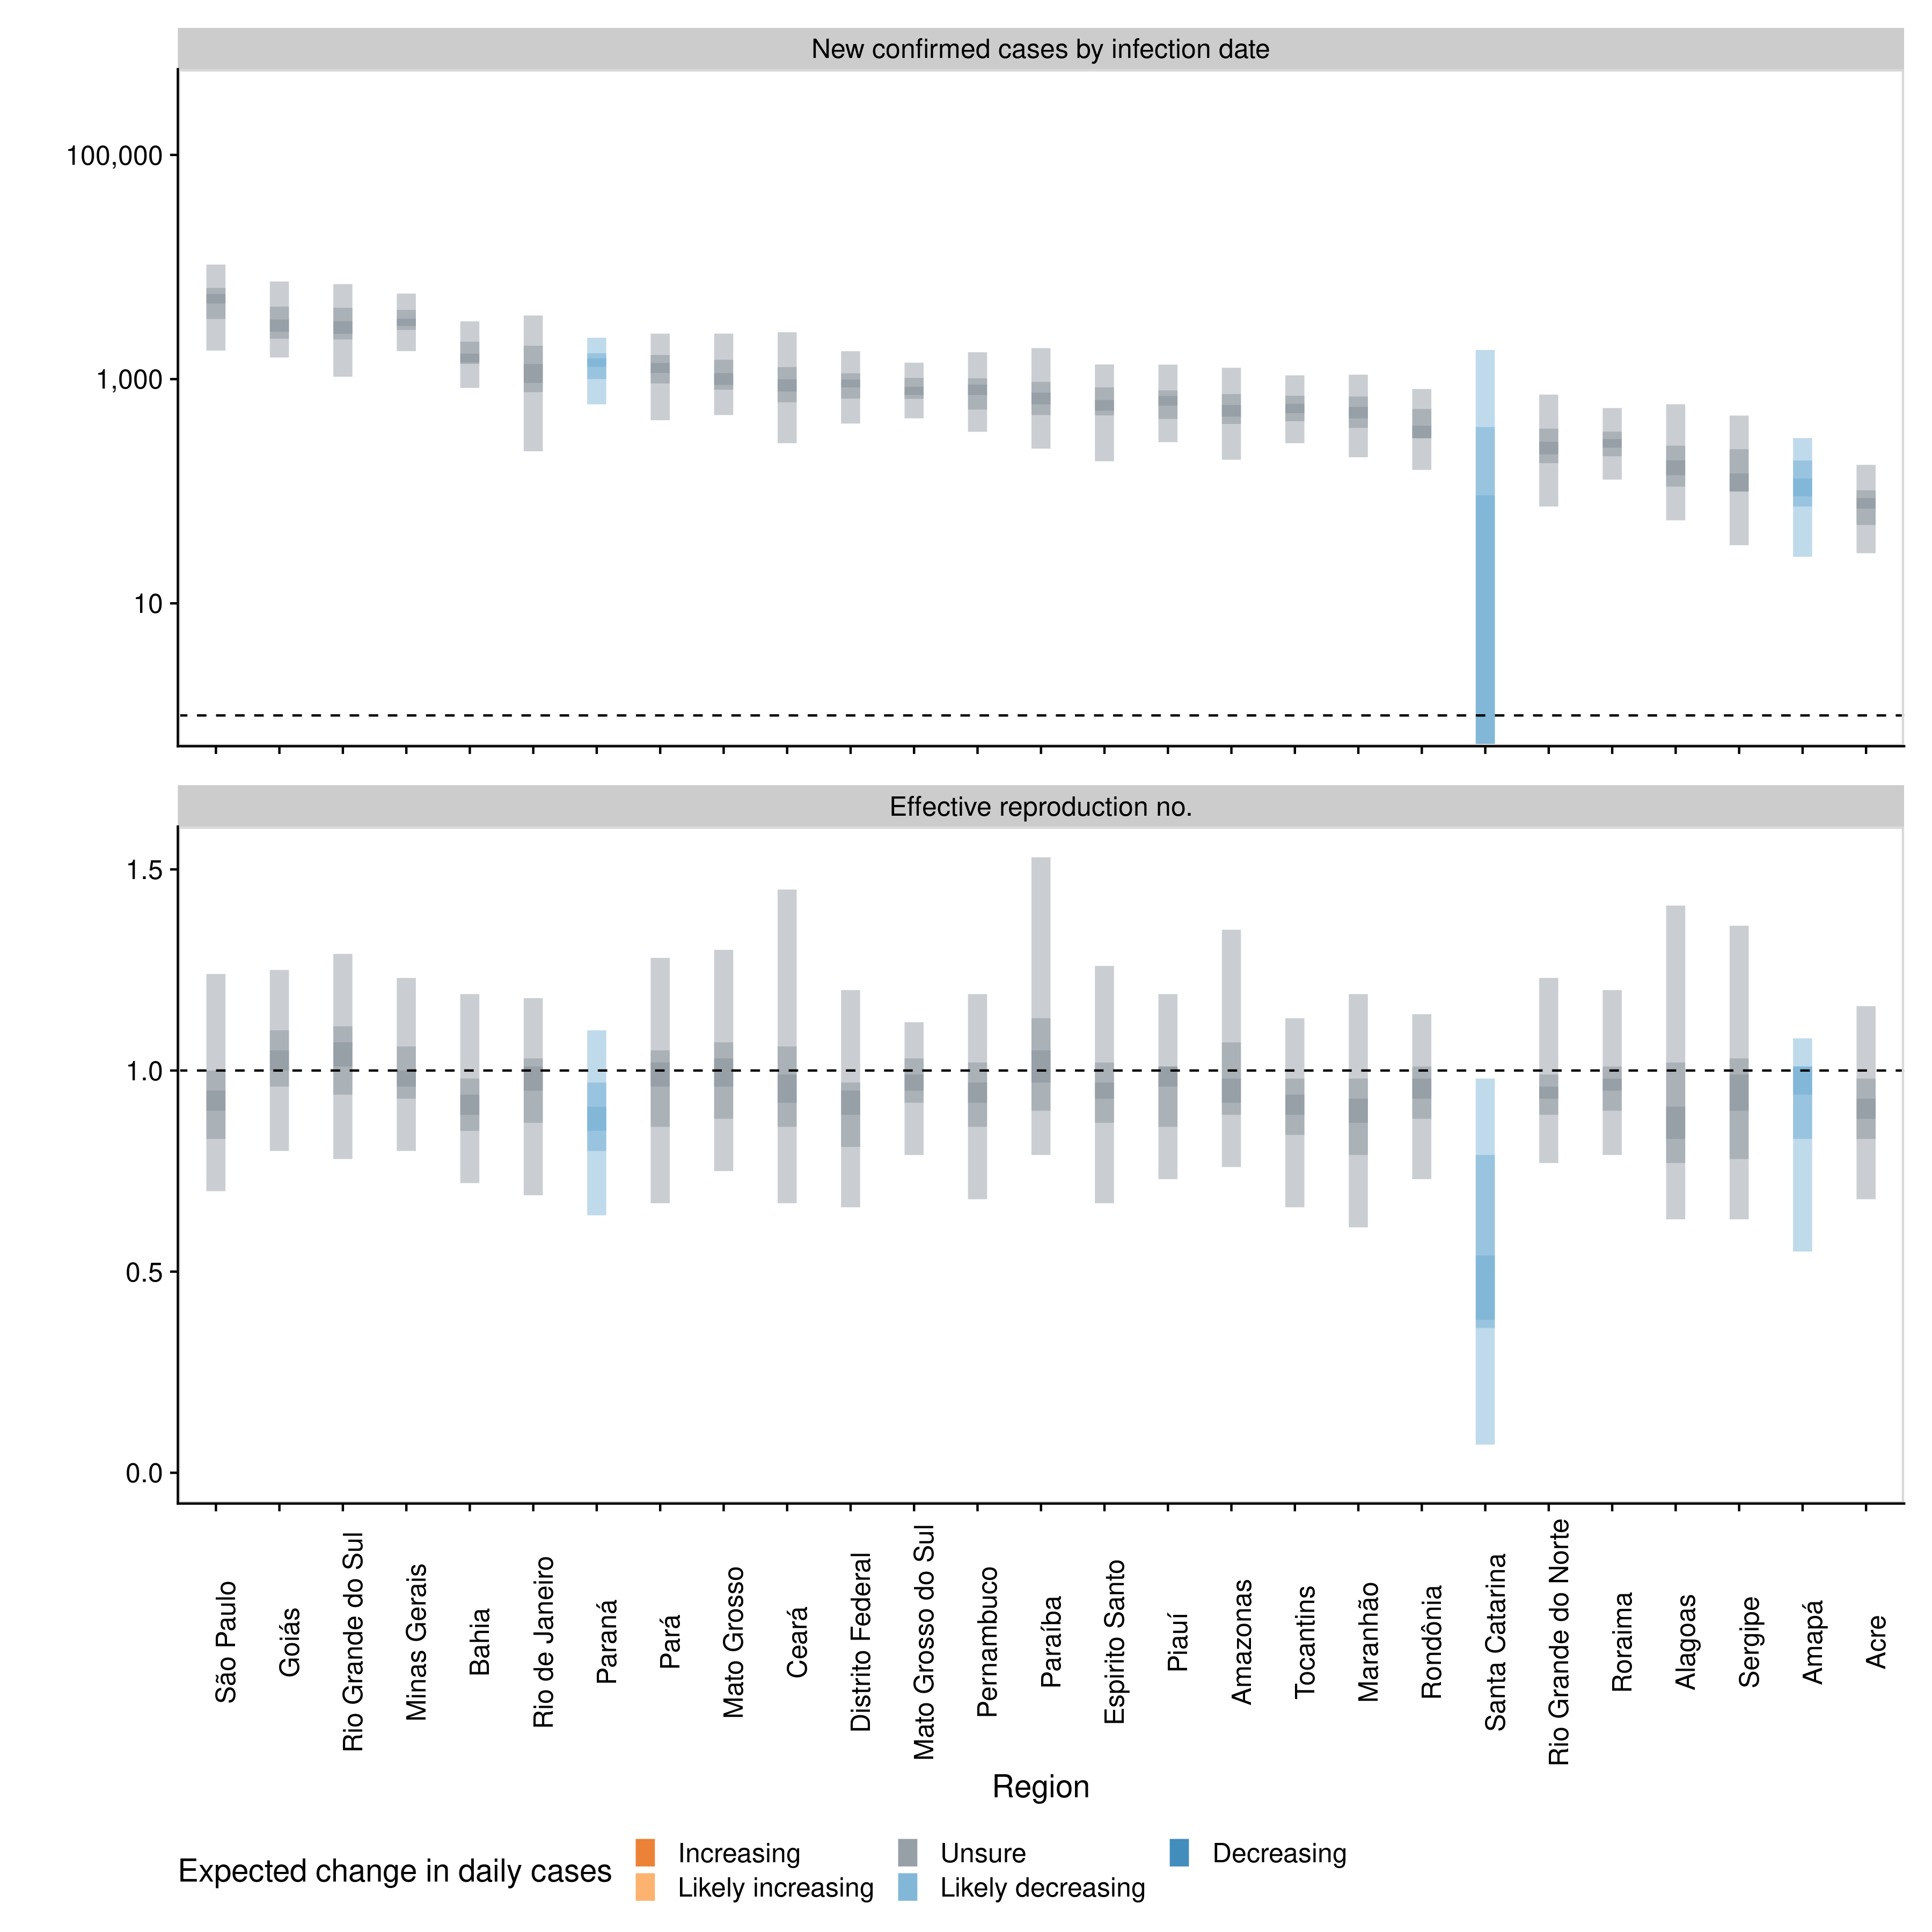 New confirmed cases by infection date
100,000
1,000
10
Effective reproduction no.
1.5
1.0
0.5
0.0
São Paulo
Goiás
Rio Grande do Sul
Minas Gerais
Bahia
Rio de Janeiro
Paraná
Pará
Mato Grosso
Ceará
Distrito Federal
Mato Grosso do Sul
Pernambuco
Paraíba
Espirito Santo
Piauí
Amazonas
Tocantins
Maranhão
Rondônia
Santa Catarina
Rio Grande do Norte
Roraima
Alagoas
Sergipe
Amapá
Acre
Region
Expected change in daily cases
Increasing
Likely increasing
Unsure
Likely decreasing
Decreasing